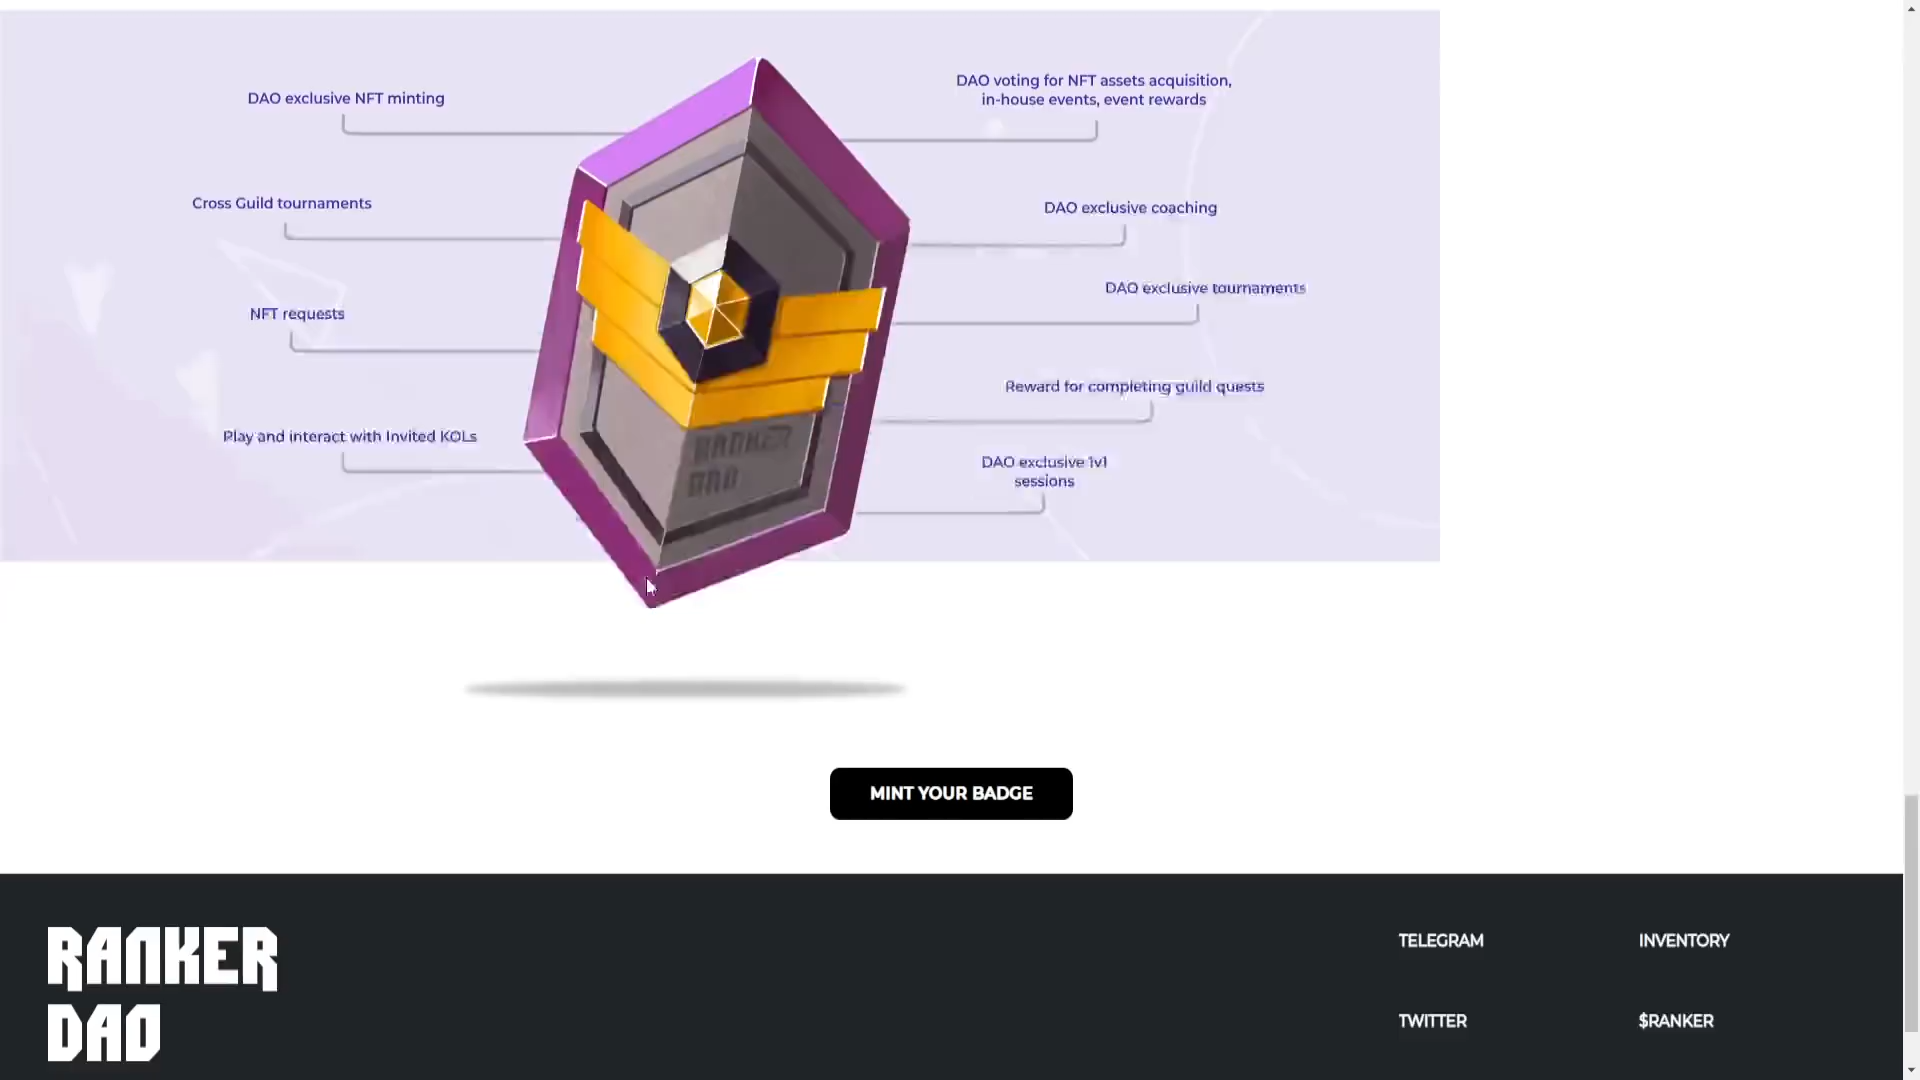 DAO exclusive NFT minting
DAO voting for NFT assets acquisition,
in-house events, event rewards
Cross Guild tournaments
DAO exclusive coaching
DAO exclusive tournaments
NFT requests
Reward for completing guild quests
Play and interact with Invited KOLs
DAO exclusive 1v1
sessions
RANKER
DAO
MINT YOUR BADGE
RANKER
DAO
TELEGRAM
INVENTORY
TWITTER
$RANKER